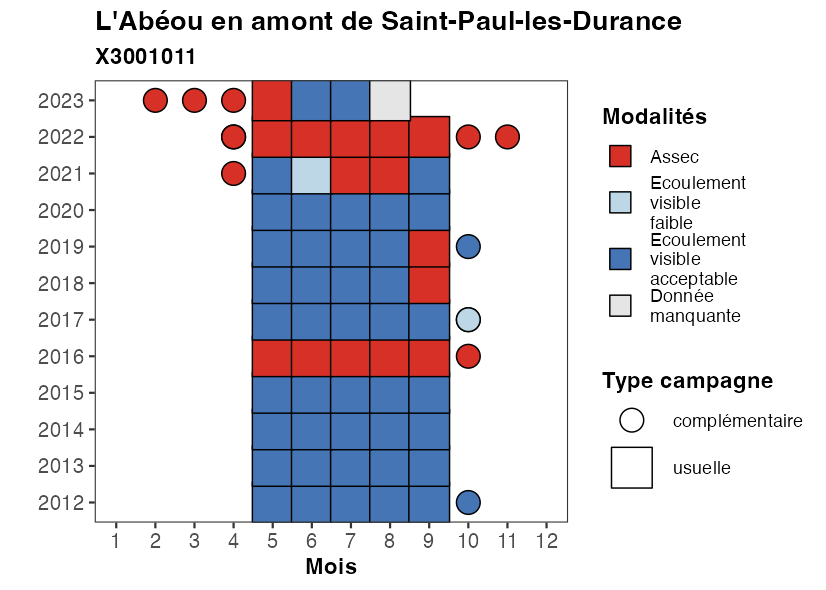 L'Abéou en amont de Saint-Paul-les-Durance
X3001011
2023
2022
2021
2020
2019
2018
2017
2016
2015
2014
2013
2012
1 2 3 4 5 6 7 8 9 10 11 12
Mois
Modalités
Assec
Ecoulement
visible
faible
Ecoulement
visible
acceptable
Donnée
manquante
Type campagne
complémentaire
usuelle